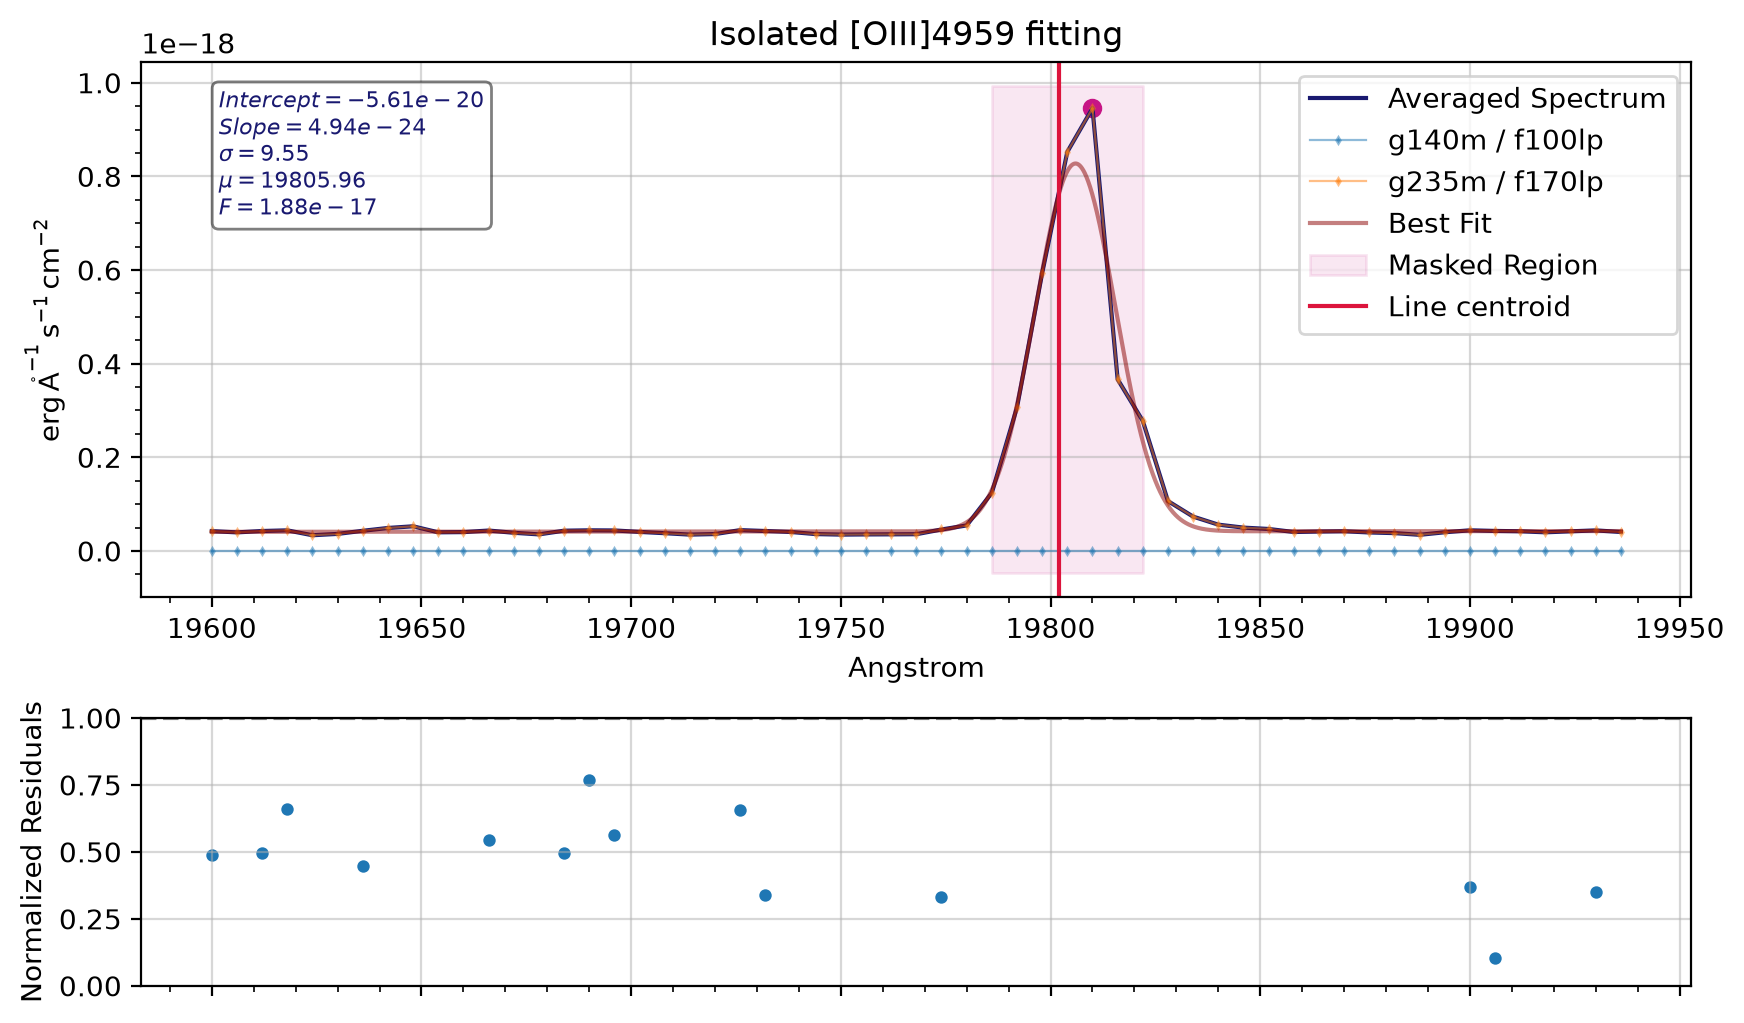 Isolated [OIII]4959 fitting
1e−18
Intercept = −5.61e − 20
Slope = 4.94e − 24
σ = 9.55
μ = 19805.96
F = 1.88e − 17
Averaged Spectrum
g140m / f100lp
g235m / f170lp
Best Fit
Masked Region
Line centroid
erg Å⁻¹ s⁻¹ cm⁻²
1.0
0.8
0.6
0.4
0.2
0.0
19600 19650 19700 19750 19800 19850 19900 19950
Angstrom
Normalized Residuals
1.00
0.75
0.50
0.25
0.00